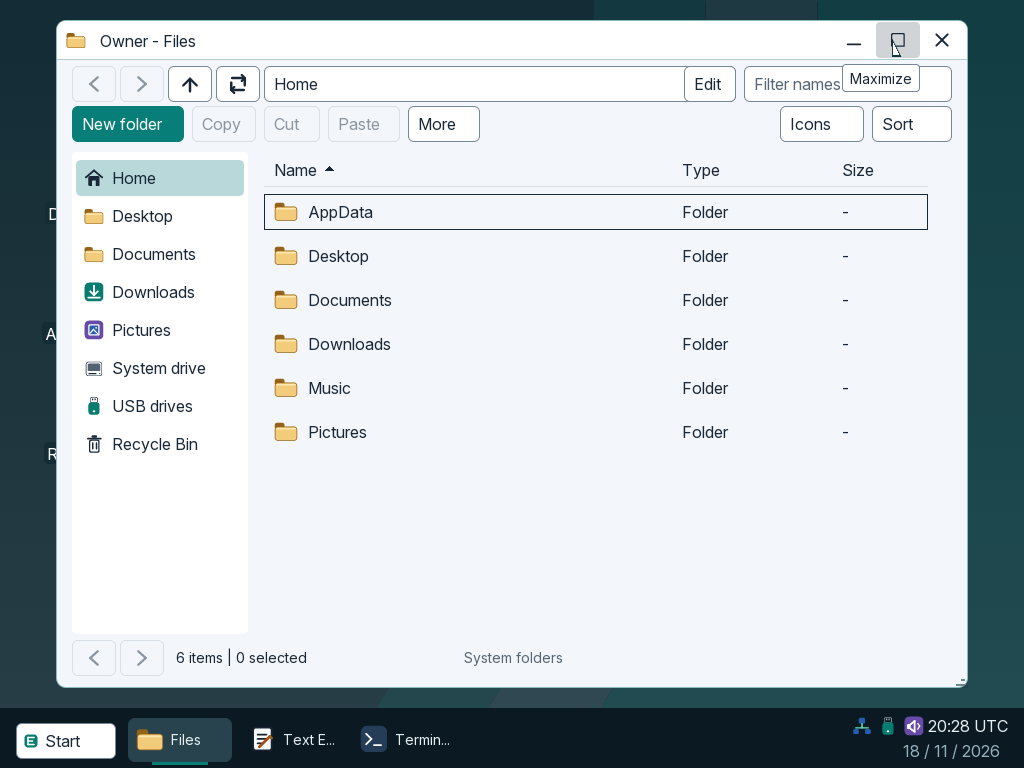 Owner - Files
Maximize
Home
Edit
Filter names
New folder
Copy
Cut
Paste
More
Icons
Sort
Home
Desktop
Documents
Downloads
Pictures
System drive
USB drives
Recycle Bin
Name
Type
Size
AppData
Folder
-
Desktop
Folder
-
Documents
Folder
-
Downloads
Folder
-
Music
Folder
-
Pictures
Folder
-
6 items | 0 selected
System folders
Start
Files
Text E...
Termin...
20:28 UTC
18 / 11 / 2026